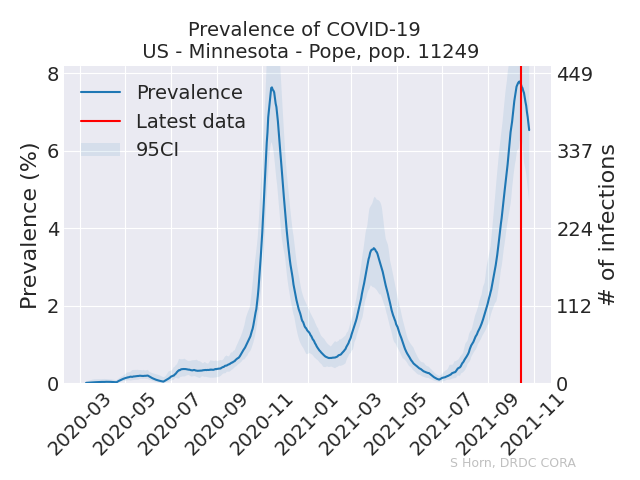 Prevalence of COVID-19
US - Minnesota - Pope, pop. 11249
Prevalence
Latest data
95CI
Prevalence (%)
8
6
4
2
0
449
337
224
112
0
# of infections
2020-03
2020-05
2020-07
2020-09
2020-11
2021-01
2021-03
2021-05
2021-07
2021-09
2021-11
S Horn, DRDC CORA